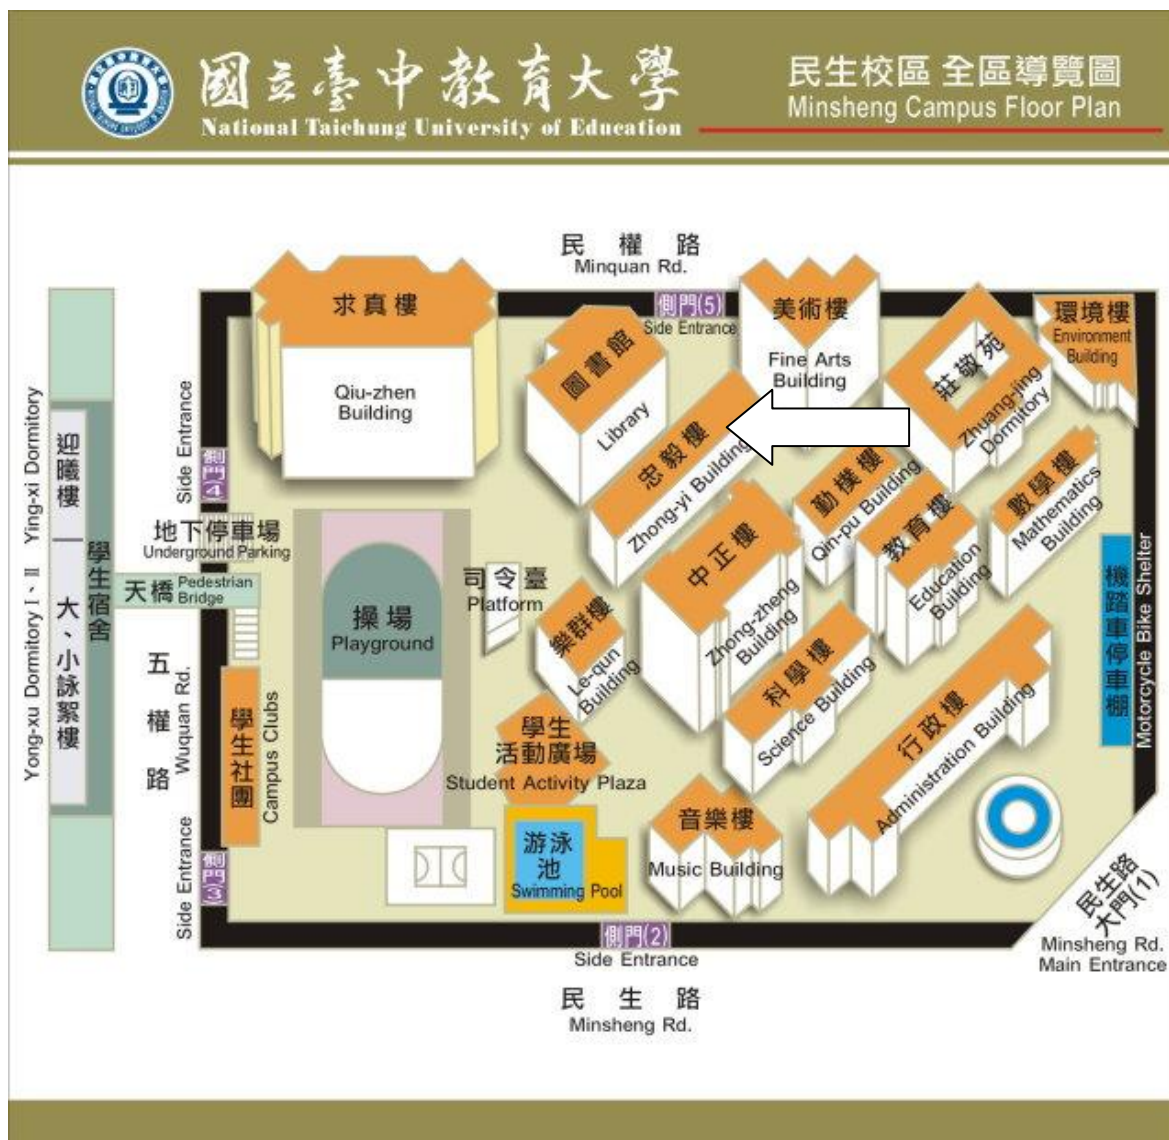 國立臺中教育大學
National Taichung University of Education
民生校區 全區導覽圖
Minsheng Campus Floor Plan
民權路
Minquan Rd.
求真樓
Qiu-zhen
Building
圖書館
Library
側門(5)
Side Entrance
美術樓
Fine Arts
Building
莊敬苑
Zhuang-jing
Dormitory
環境樓
Environment
Building
忠毅樓
Zhong-yi Building
勤樸樓
Qin-pu Building
教育樓
Education
Building
數學樓
Mathematics
Building
中正樓
Zhong-zheng
Building
Side Entrance
側門(4)
地下停車場
Underground Parking
天橋
Pedestrian
Bridge
迎曦樓
Ying-xi Dormitory
大、小詠絮樓
Yong-xu Dormitory I、II
學生宿舍
操場
Playground
司令臺
Platform
樂群樓
Le-qun
Building
科學樓
Science Building
機踏車停車棚
Motorcycle Bike Shelter
五權路
Wuquan Rd.
學生社團
Campus Clubs
學生
活動廣場
Student Activity Plaza
行政樓
Administration Building
音樂樓
Music Building
游泳
池
Swimming Pool
側門(3)
Side Entrance
側門(2)
Side Entrance
民生路
大門(1)
Minsheng Rd.
Main Entrance
民生路
Minsheng Rd.